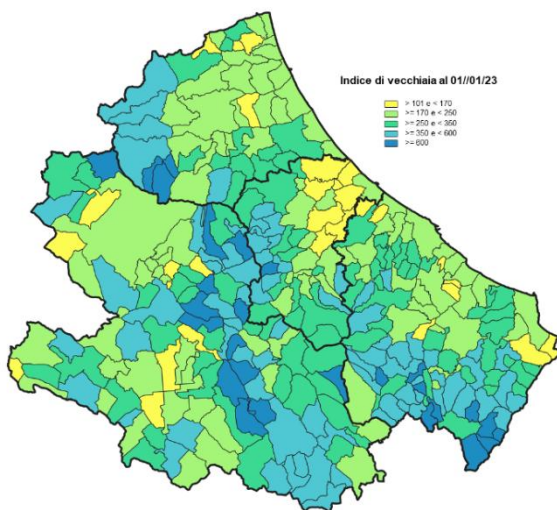 Indice di vecchiaia al 01//01/23
> 101 e < 170
>= 170 e < 250
>= 250 e < 350
>= 350 e < 600
>= 600